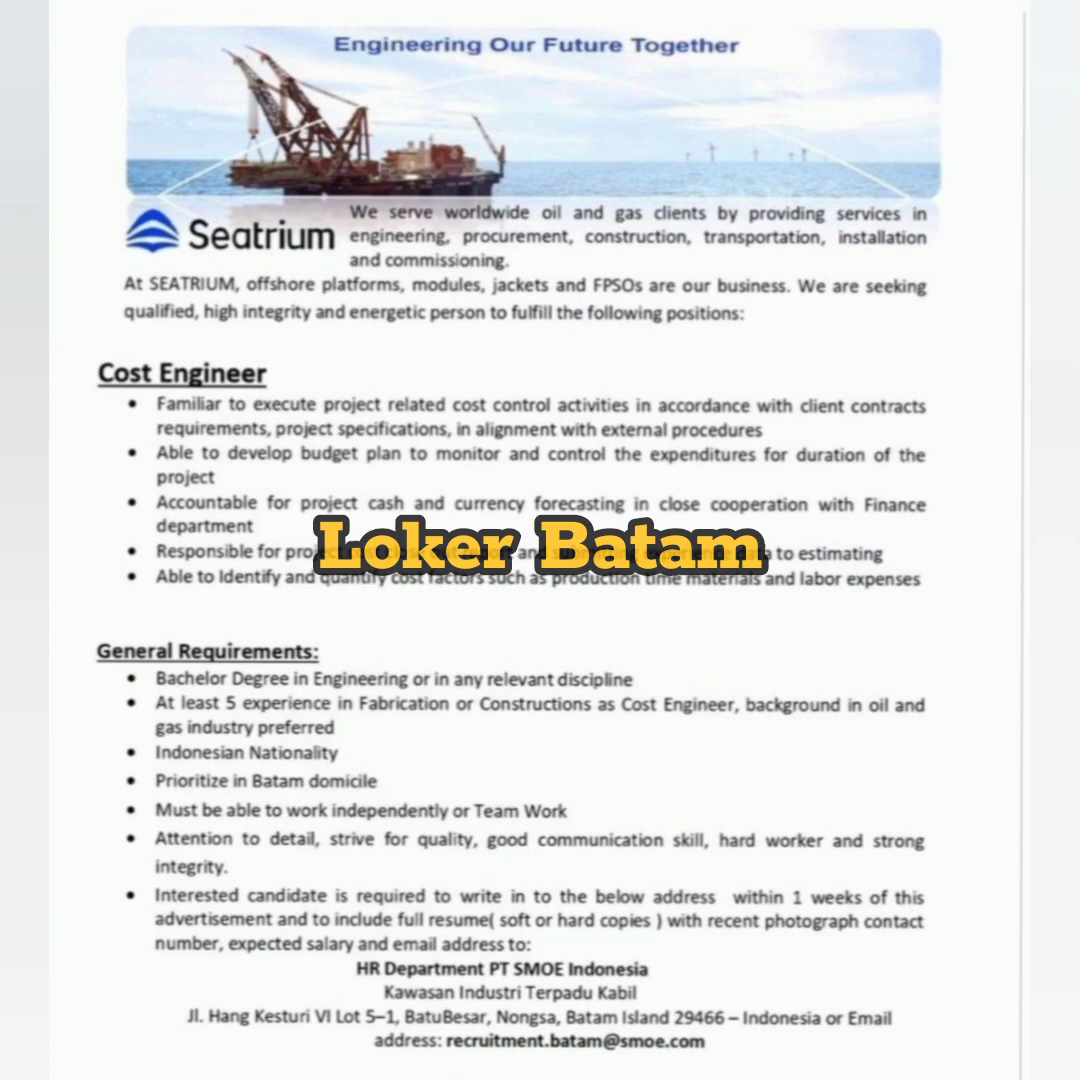 Engineering Our Future Together
Seatrium
We serve worldwide oil and gas clients by providing services in
engineering, procurement, construction, transportation, installation
and commissioning.
At SEATRIUM, offshore platforms, modules, jackets and FPSOs are our business. We are seeking
qualified, high integrity and energetic person to fulfill the following positions:
Cost Engineer
• Familiar to execute project related cost control activities in accordance with client contracts
requirements, project specifications, in alignment with external procedures
• Able to develop budget plan to monitor and control the expenditures for duration of the
project
• Accountable for project cash and currency forecasting in close cooperation with Finance
department
Loker Batam
• Responsible for project and to estimating
• Able to Identify and quantify cost factors such as production time materials and labor expenses
General Requirements:
• Bachelor Degree in Engineering or in any relevant discipline
• At least 5 experience in Fabrication or Constructions as Cost Engineer, background in oil and
gas industry preferred
• Indonesian Nationality
• Prioritize in Batam domicile
• Must be able to work independently or Team Work
• Attention to detail, strive for quality, good communication skill, hard worker and strong
integrity.
• Interested candidate is required to write in to the below address within 1 weeks of this
advertisement and to include full resume( soft or hard copies ) with recent photograph contact
number, expected salary and email address to:
HR Department PT SMOE Indonesia
Kawasan Industri Terpadu Kabil
Jl. Hang Kesturi VI Lot 5–1, BatuBesar, Nongsa, Batam Island 29466 – Indonesia or Email
address: recruitment.batam@smoe.com